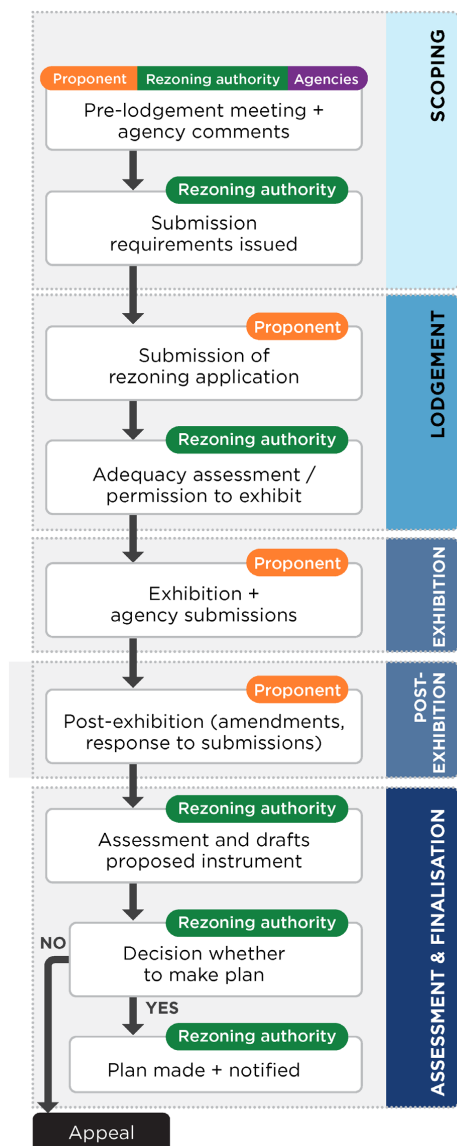 SCOPING
Proponent Rezoning authority Agencies
Pre-lodgement meeting +
agency comments
Rezoning authority
Submission
requirements issued
LODGEMENT
Proponent
Submission of
rezoning application
Rezoning authority
Adequacy assessment /
permission to exhibit
EXHIBITION
Proponent
Exhibition +
agency submissions
POST-
EXHIBITION
Proponent
Post-exhibition (amendments,
response to submissions)
ASSESSMENT & FINALISATION
Rezoning authority
Assessment and drafts
proposed instrument
Rezoning authority
Decision whether
to make plan
NO
YES
Rezoning authority
Plan made + notified
Appeal